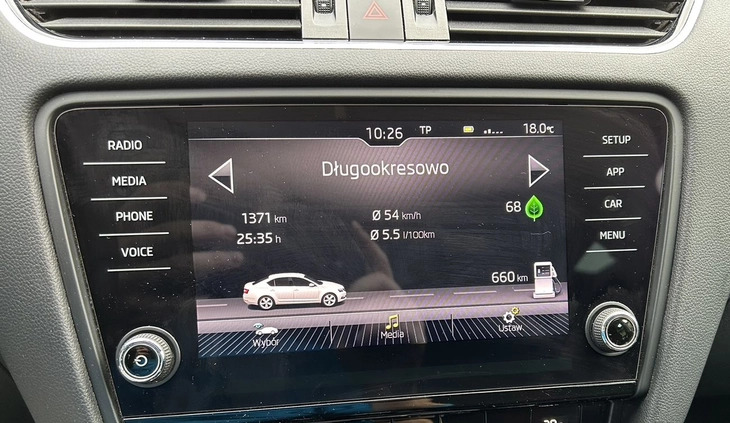 10:26 TP 18.0°C
RADIO
MEDIA
PHONE
VOICE
Długookresowo
1371 km
25:35 h
Ø 54 km/h
Ø 5.5 l/100km
68
660 km
Wybór
Media
Ustaw
SETUP
APP
CAR
MENU